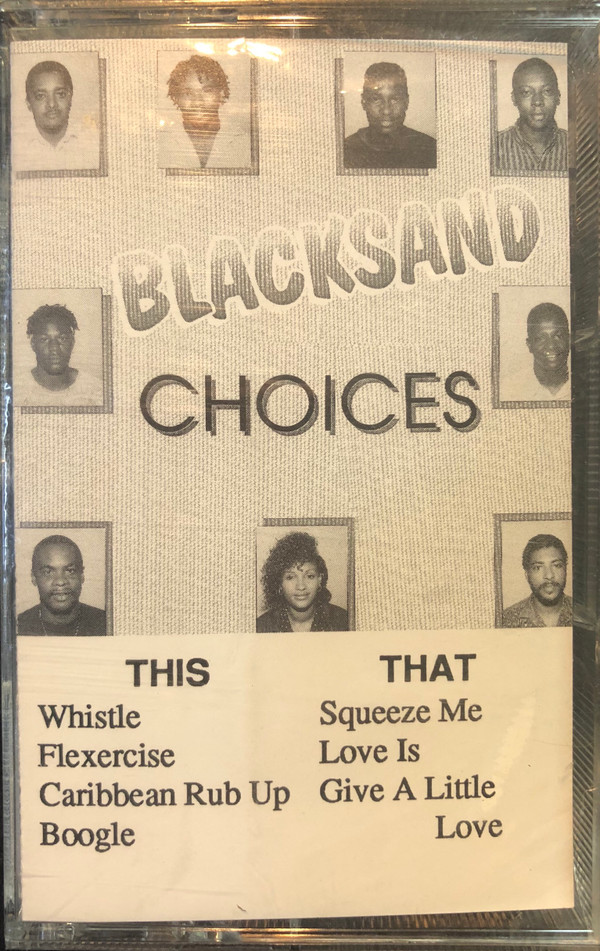 BLACKSAND
CHOICES
THIS
Whistle
Flexercise
Caribbean Rub Up
Boogle
THAT
Squeeze Me
Love Is
Give A Little
Love